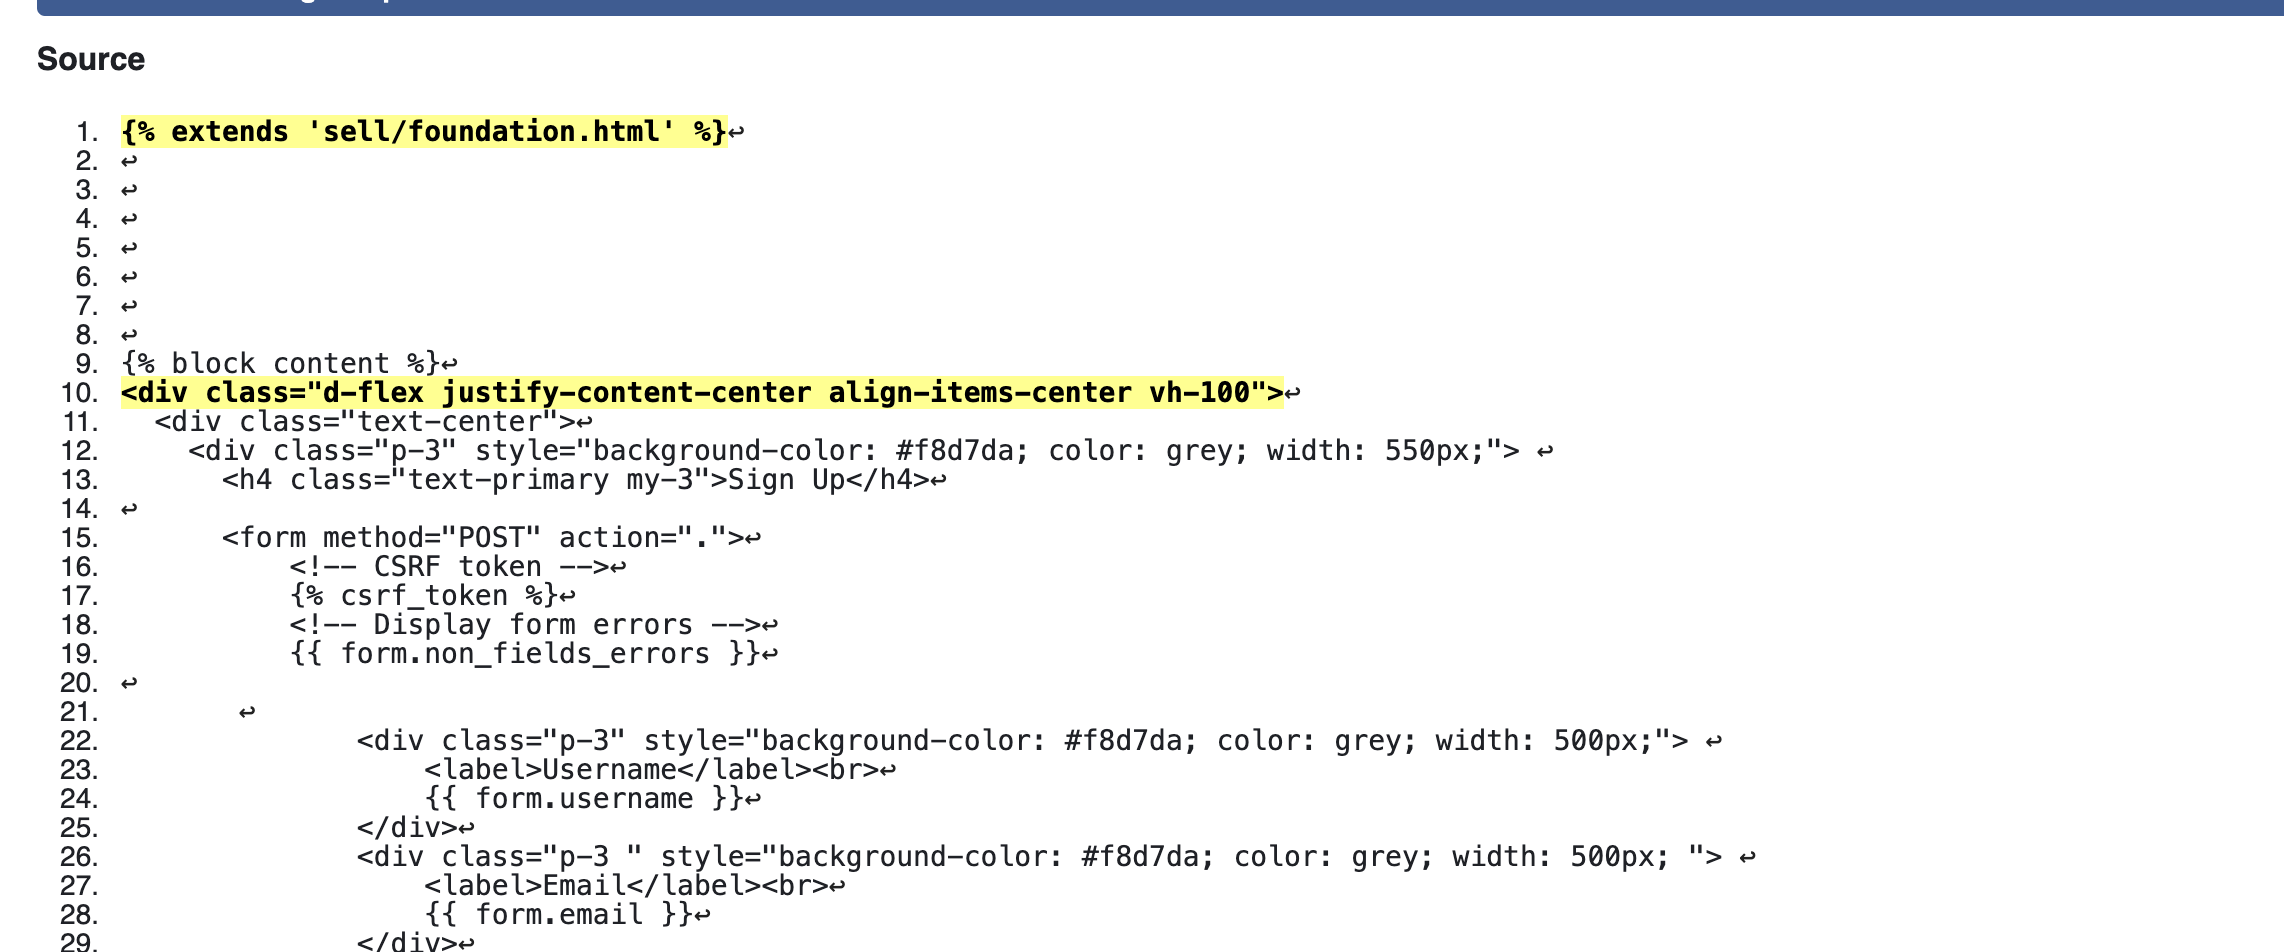 Source
1. {% extends 'sell/foundation.html' %}↩
2. ↩
3. ↩
4. ↩
5. ↩
6. ↩
7. ↩
8. ↩
9. {% block content %}↩
10. <div class="d-flex justify-content-center align-items-center vh-100">↩
11.   <div class="text-center">↩
12.     <div class="p-3" style="background-color: #f8d7da; color: grey; width: 550px;"> ↩
13.       <h4 class="text-primary my-3">Sign Up</h4>↩
14. ↩
15.       <form method="POST" action=".">↩
16.           <!-- CSRF token -->↩
17.           {% csrf_token %}↩
18.           <!-- Display form errors -->↩
19.           {{ form.non_fields_errors }}↩
20. ↩
21.        ↩
22.               <div class="p-3" style="background-color: #f8d7da; color: grey; width: 500px;"> ↩
23.                   <label>Username</label><br>↩
24.                   {{ form.username }}↩
25.               </div>↩
26.               <div class="p-3 " style="background-color: #f8d7da; color: grey; width: 500px; "> ↩
27.                   <label>Email</label><br>↩
28.                   {{ form.email }}↩
29.               </div>↩